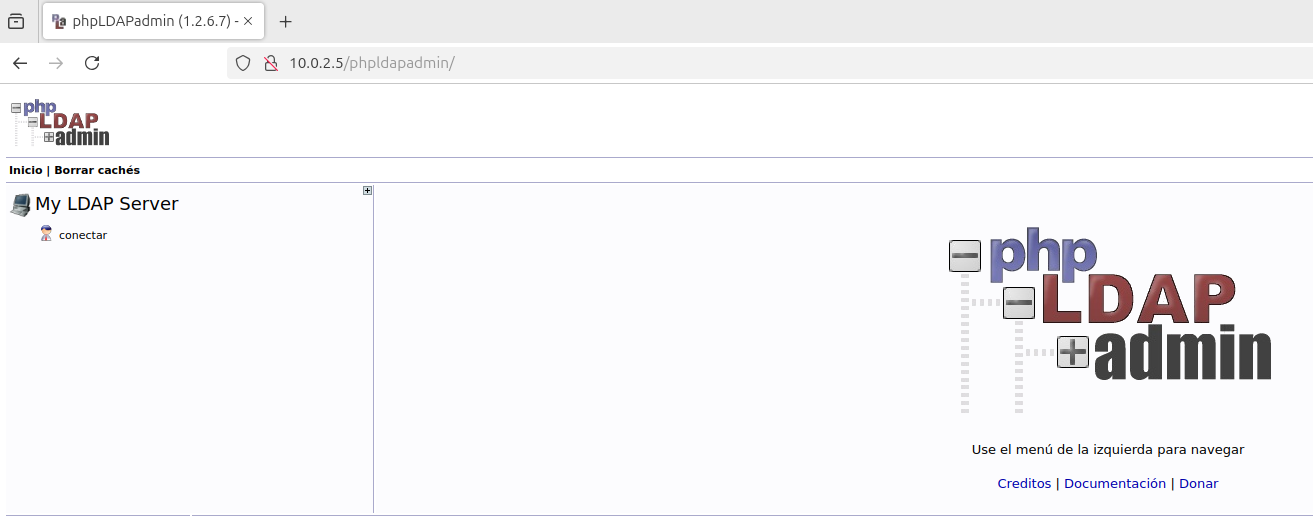 phpLDAPadmin (1.2.6.7) -
10.0.2.5/phpldapadmin/
php
LDAP
admin
Inicio | Borrar cachés
My LDAP Server
conectar
php
LDAP
admin
Use el menú de la izquierda para navegar
Creditos | Documentación | Donar